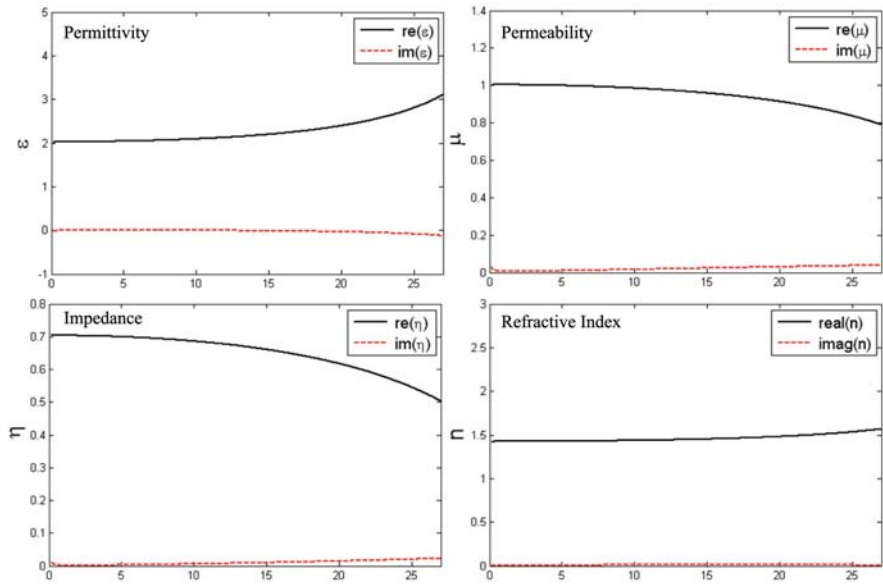 Permittivity
re(ε)
im(ε)
5
4
3
2
1
0
-1
ε
0 5 10 15 20 25
Permeability
re(μ)
im(μ)
1.4
1.2
1
0.8
0.6
0.4
0.2
0
μ
0 5 10 15 20 25
Impedance
re(η)
im(η)
0.8
0.7
0.6
0.5
0.4
0.3
0.2
0.1
0
η
0 5 10 15 20 25
Refractive Index
real(n)
imag(n)
3
2.5
2
1.5
1
0.5
0
n
0 5 10 15 20 25